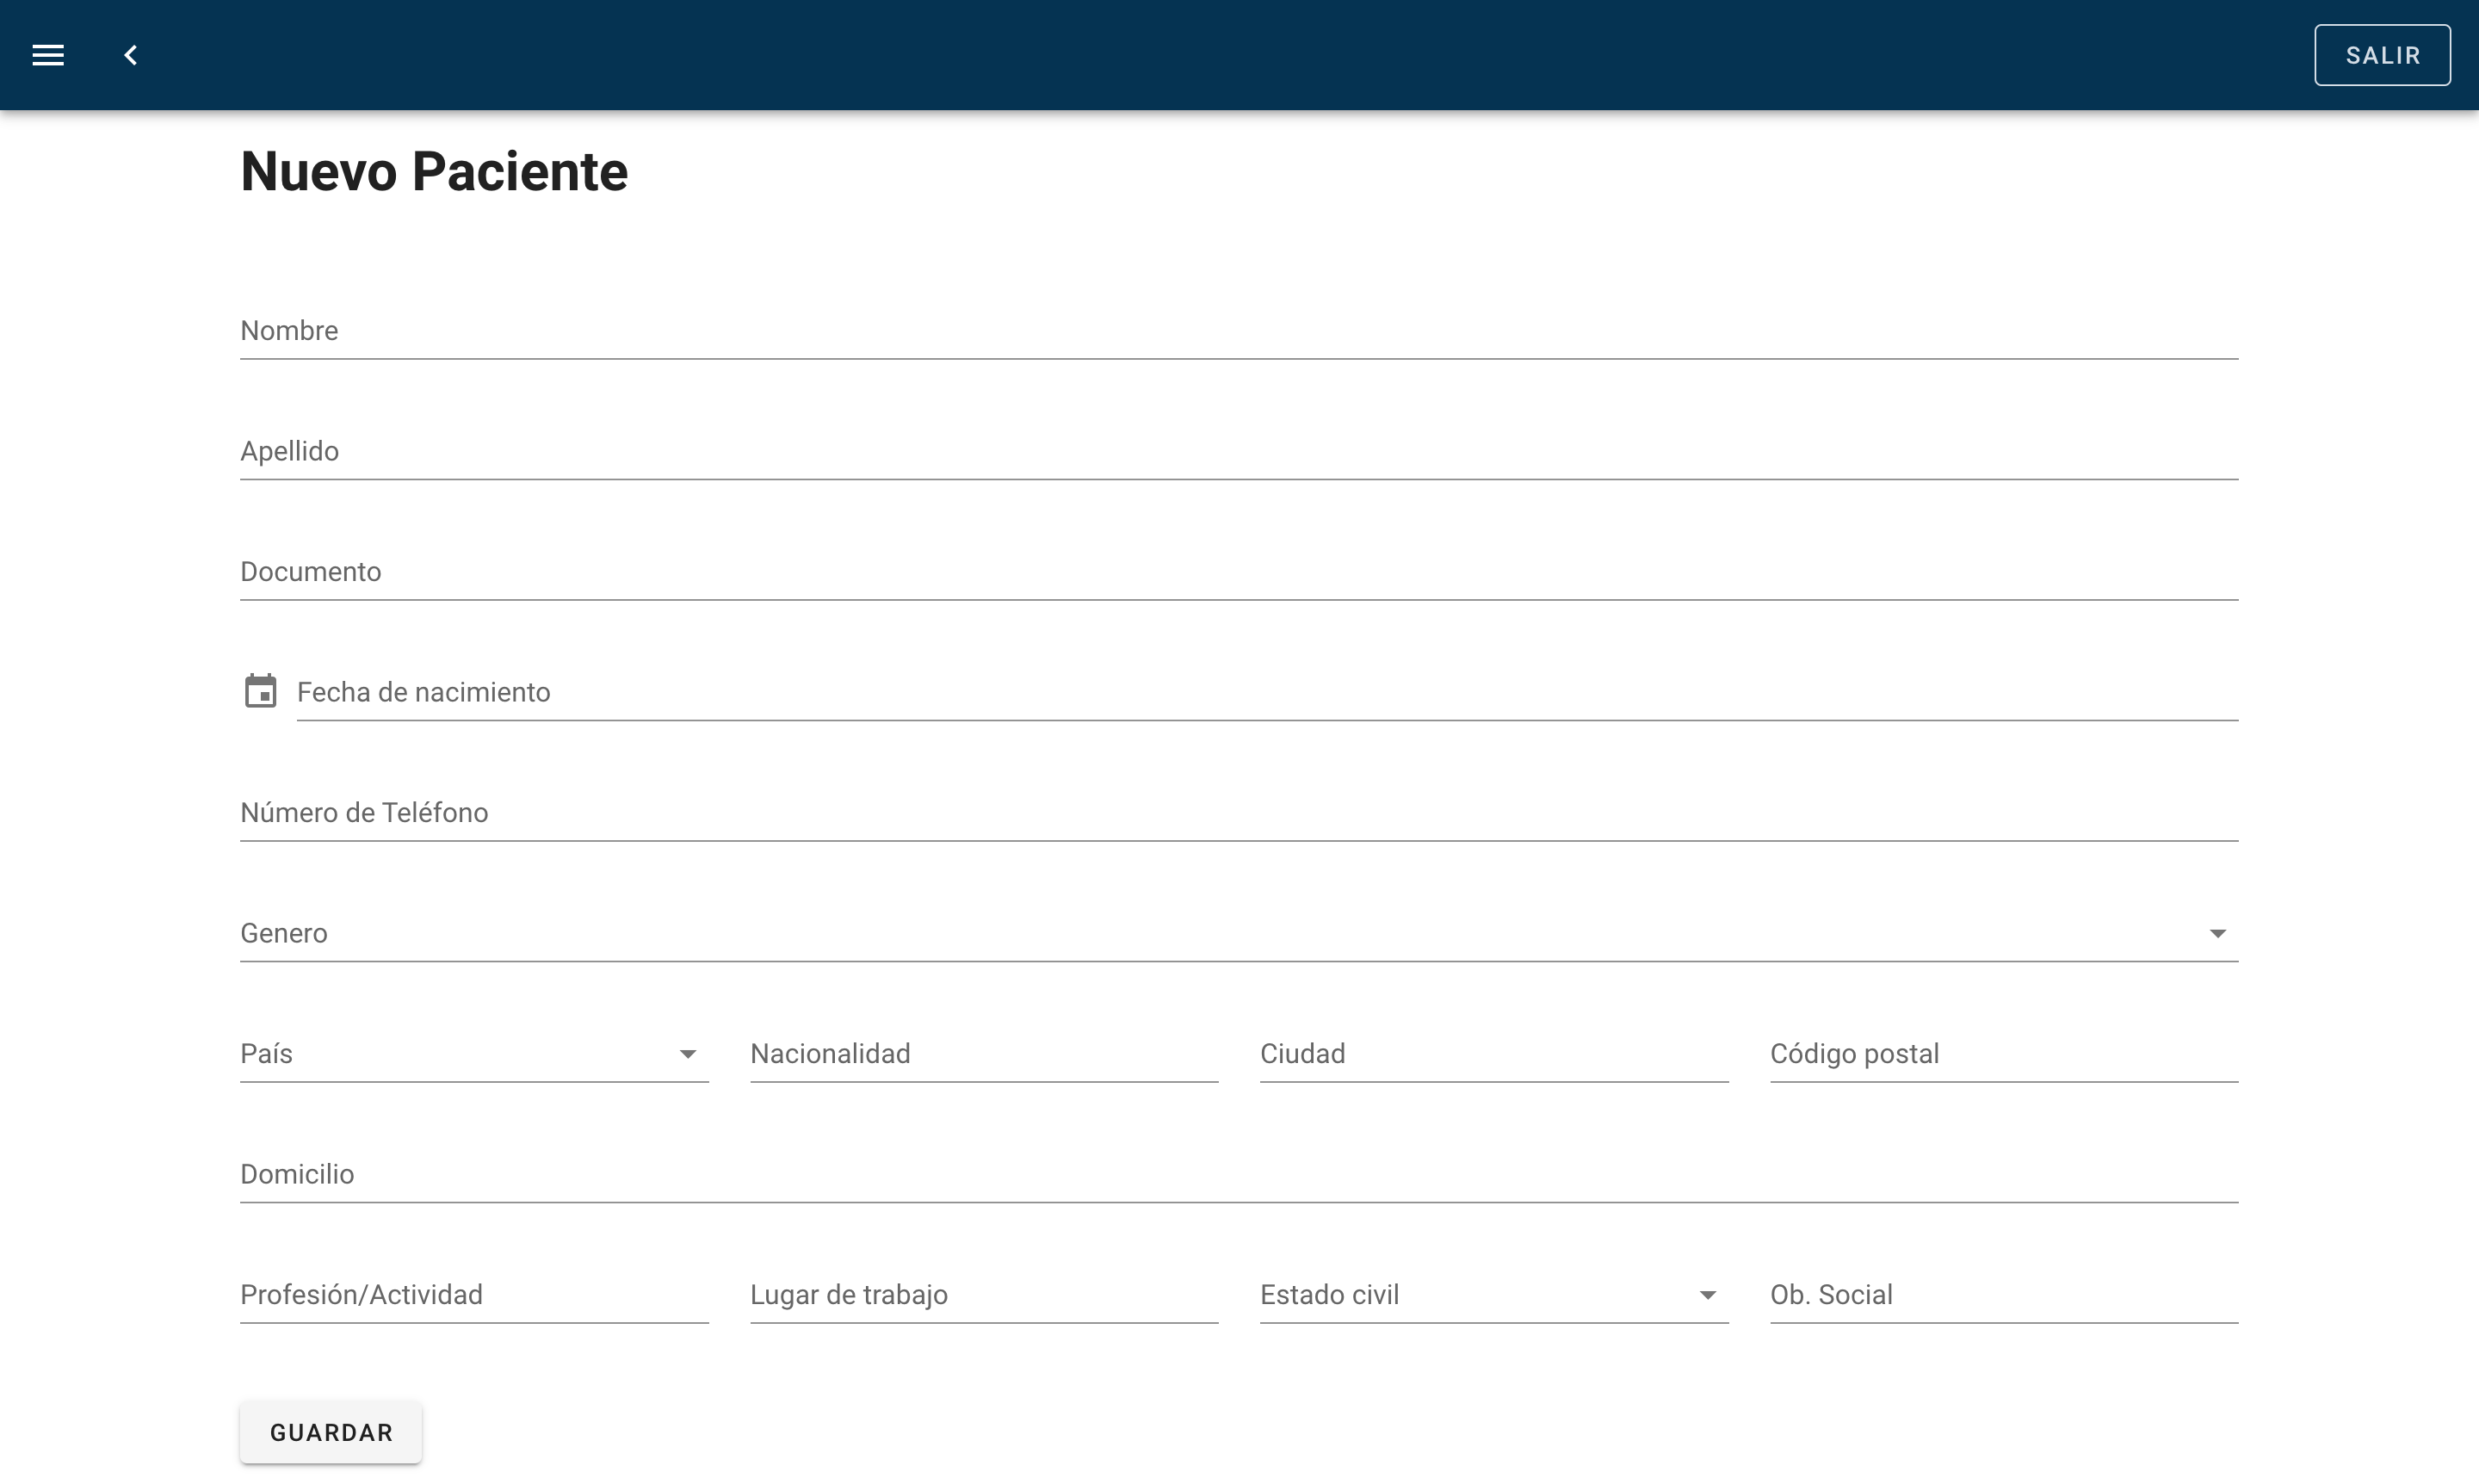 SALIR
Nuevo Paciente
Nombre
Apellido
Documento
Fecha de nacimiento
Número de Teléfono
Genero
País Nacionalidad Ciudad Código postal
Domicilio
Profesión/Actividad Lugar de trabajo Estado civil Ob. Social
GUARDAR